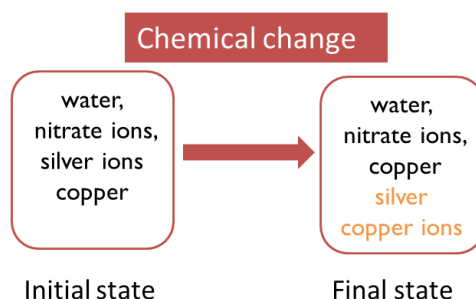 Chemical change
water,
nitrate ions,
silver ions
copper
water,
nitrate ions,
copper
silver
copper ions
Initial state
Final state